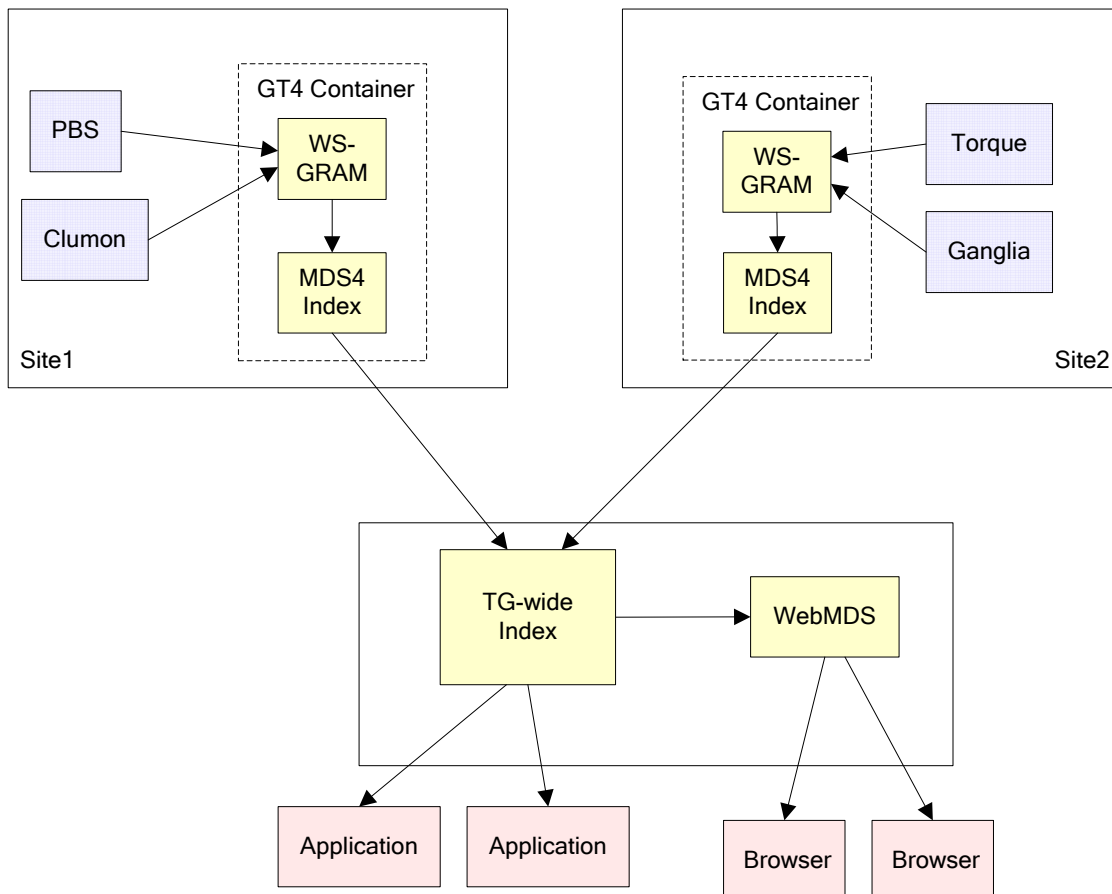 GT4 Container
PBS
WS-
GRAM
Clumon
MDS4
Index
Site1
GT4 Container
WS-
GRAM
Torque
Ganglia
MDS4
Index
Site2
TG-wide
Index
WebMDS
Application
Application
Browser
Browser